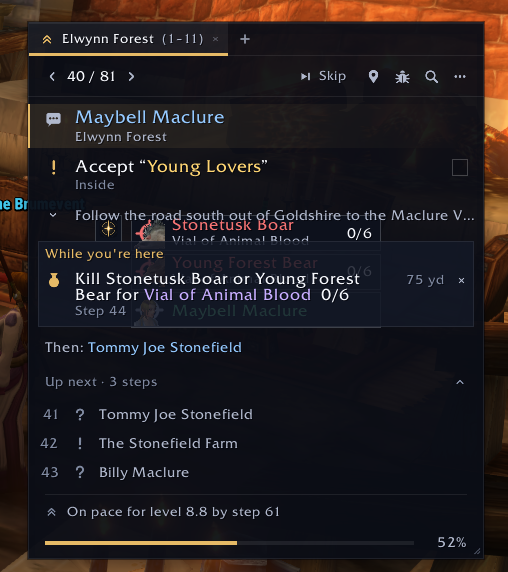 Elwynn Forest (1-11) × +
40 / 81 Skip
Maybell Maclure
Elwynn Forest
Accept “Young Lovers”
Inside
Follow the road south out of Goldshire to the Maclure V...
Stonetusk Boar
Vial of Animal Blood 0/6
While you're here
Young Forest Bear 0/6
Kill Stonetusk Boar or Young Forest
Bear for Vial of Animal Blood 0/6
75 yd ×
Step 44
Maybell Maclure
Then: Tommy Joe Stonefield
Up next · 3 steps
41 ? Tommy Joe Stonefield
42 ! The Stonefield Farm
43 ? Billy Maclure
On pace for level 8.8 by step 61
52%